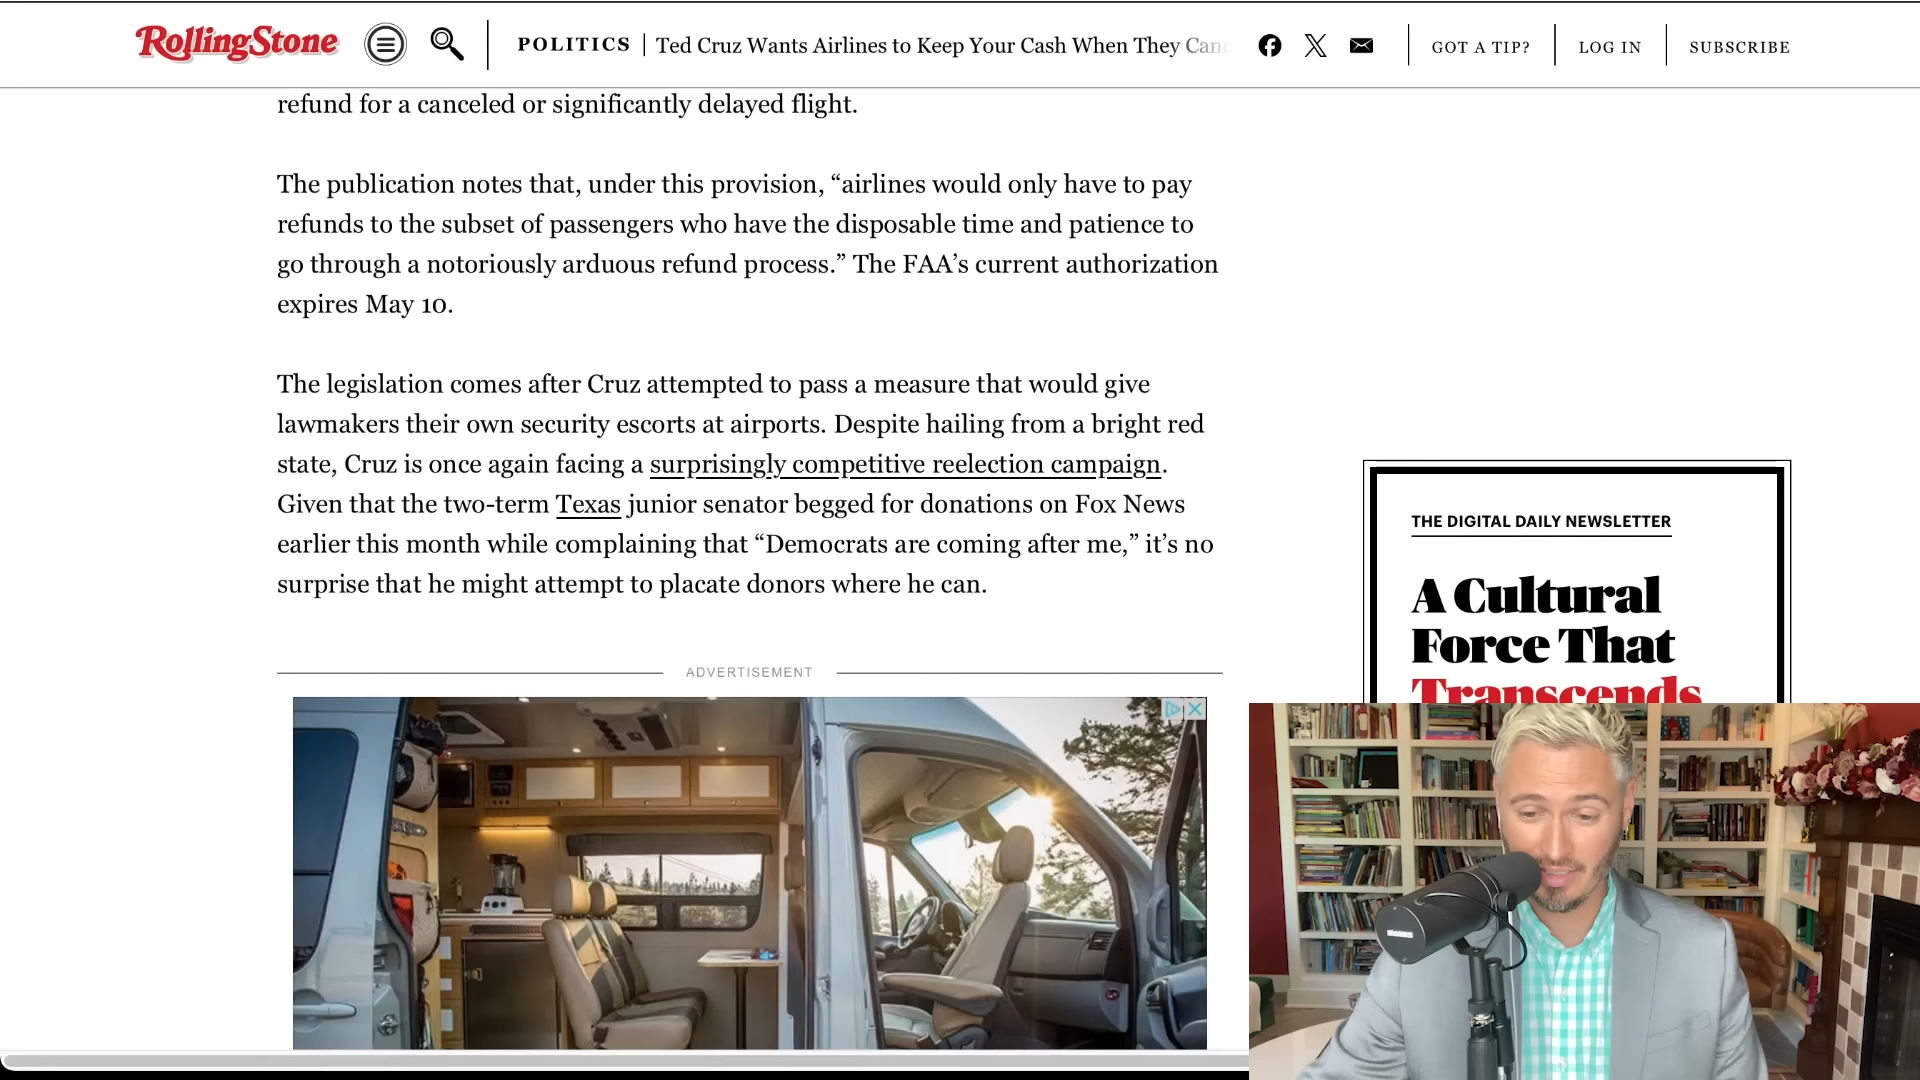 RollingStone
POLITICS | Ted Cruz Wants Airlines to Keep Your Cash When They Canc
GOT A TIP?
LOG IN
SUBSCRIBE
refund for a canceled or significantly delayed flight.
The publication notes that, under this provision, “airlines would only have to pay
refunds to the subset of passengers who have the disposable time and patience to
go through a notoriously arduous refund process.” The FAA’s current authorization
expires May 10.
The legislation comes after Cruz attempted to pass a measure that would give
lawmakers their own security escorts at airports. Despite hailing from a bright red
state, Cruz is once again facing a surprisingly competitive reelection campaign.
Given that the two-term Texas junior senator begged for donations on Fox News
earlier this month while complaining that “Democrats are coming after me,” it’s no
surprise that he might attempt to placate donors where he can.
ADVERTISEMENT
THE DIGITAL DAILY NEWSLETTER
A Cultural
Force That
Transcends